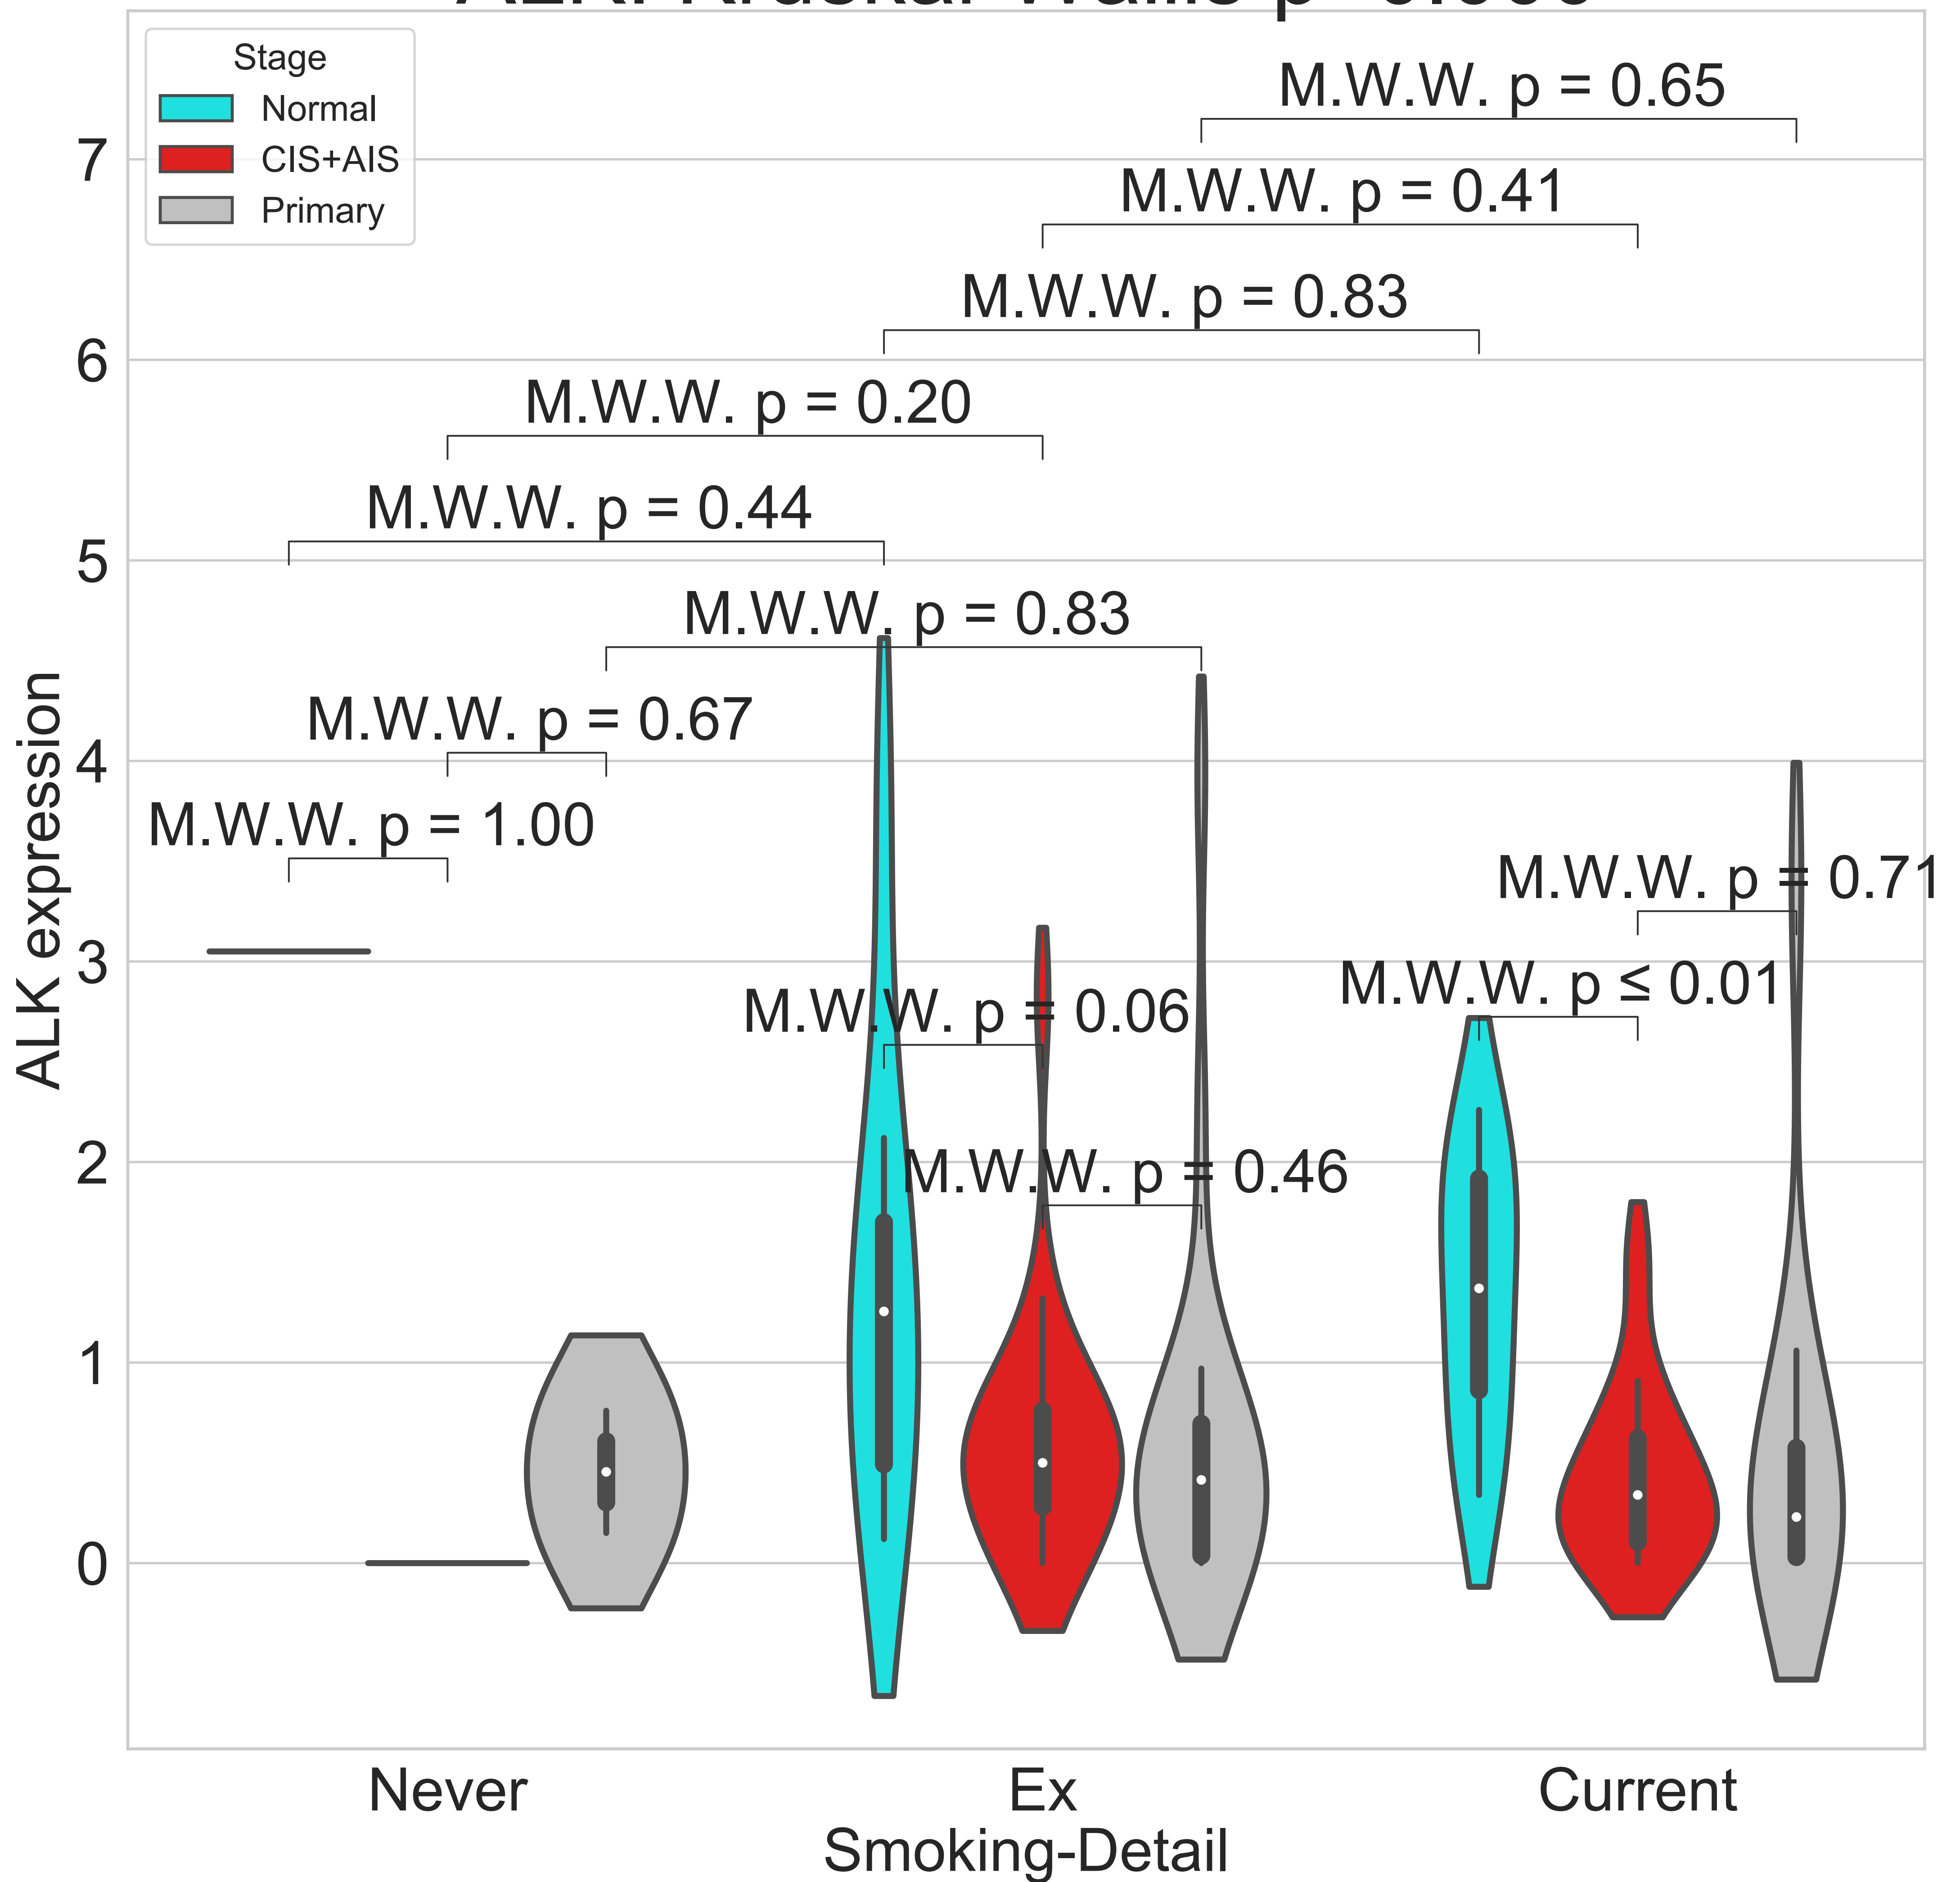 Stage
Normal
CIS+AIS
Primary
M.W.W. p = 0.65
M.W.W. p = 0.41
M.W.W. p = 0.83
M.W.W. p = 0.20
M.W.W. p = 0.44
M.W.W. p = 0.83
M.W.W. p = 0.67
M.W.W. p = 1.00
M.W.W. p = 0.71
M.W.W. p ≤ 0.01
M.W.W. p = 0.06
M.W.W. p = 0.46
7
6
5
4
3
2
1
0
ALK expression
Never
Ex
Current
Smoking-Detail